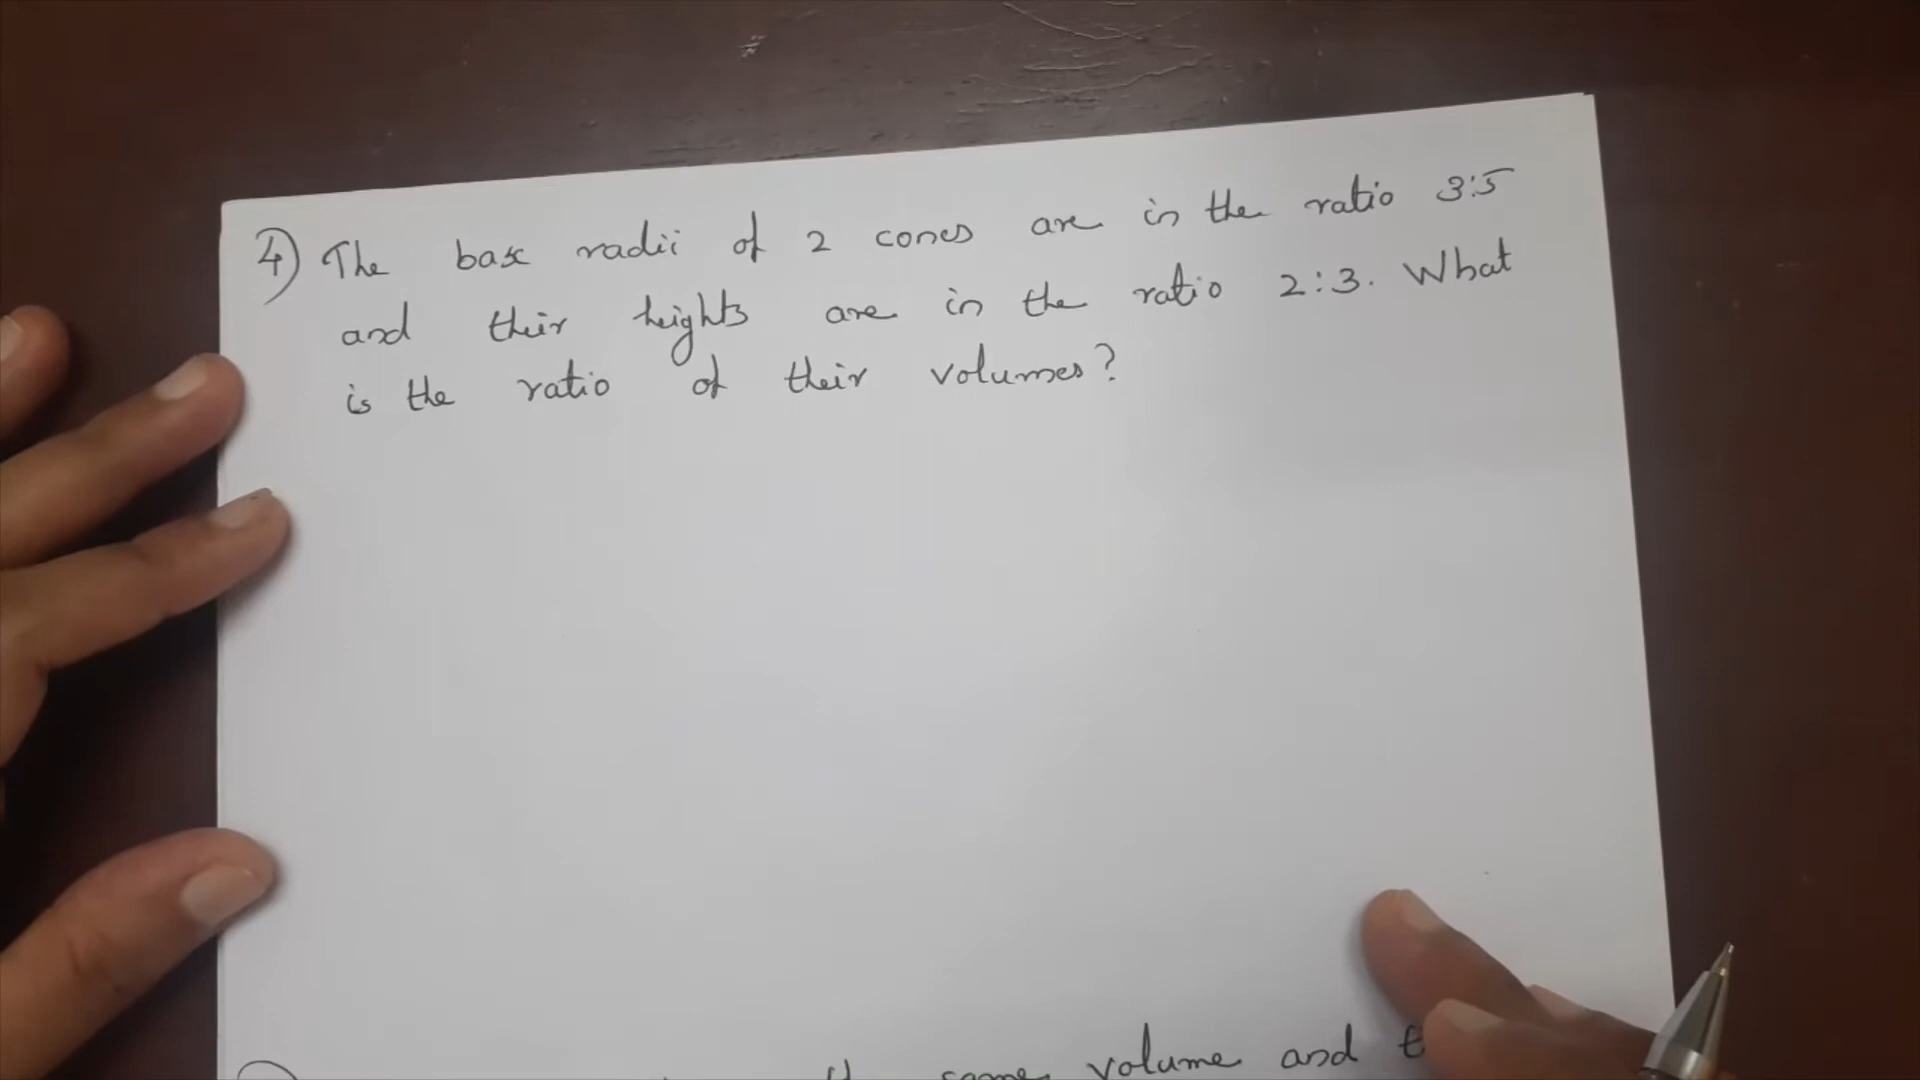 4) The base radii of 2 cones are in the ratio 3:5
and their heights are in the ratio 2:3. What
is the ratio of their volumes?
same volume and